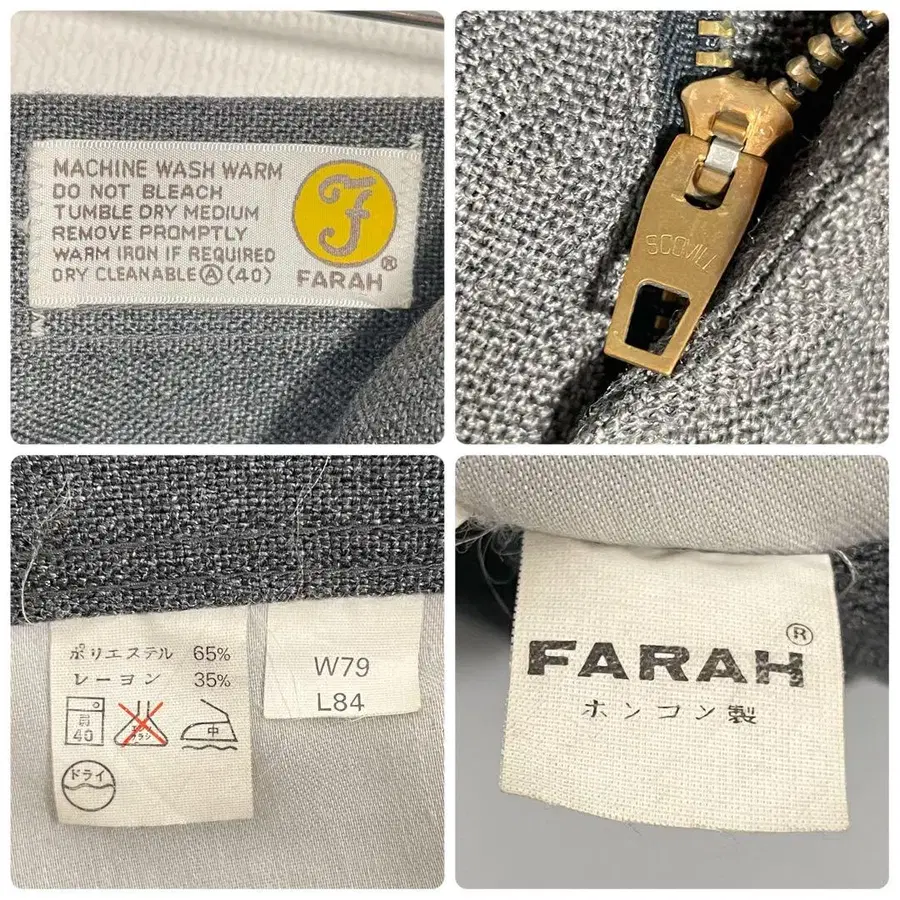 MACHINE WASH WARM
DO NOT BLEACH
TUMBLE DRY MEDIUM
REMOVE PROMPTLY
WARM IRON IF REQUIRED
DRY CLEANABLE Ⓐ (40)
F
FARAH®
SCOVILL
ポリエステル 65%
レーヨン 35%
40
中
ドライ
W79
L84
FARAH®
ホンコン製